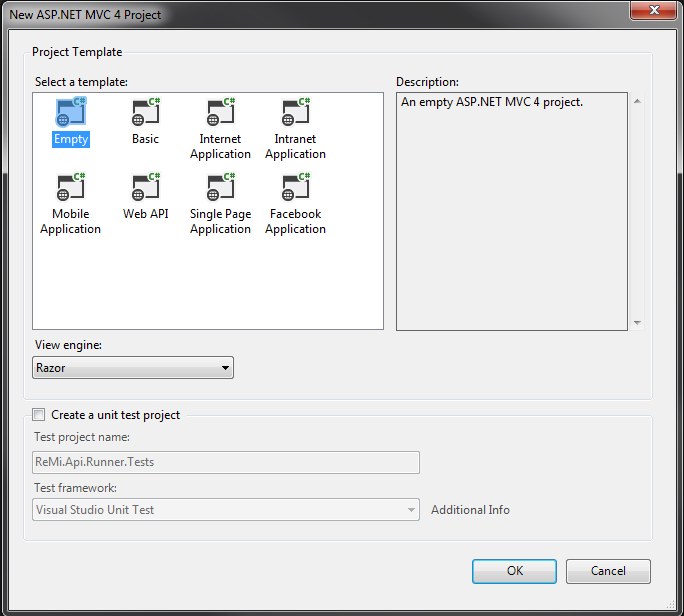 New ASP.NET MVC 4 Project
Project Template
Select a template:
Description:
C# C# C# C#
An empty ASP.NET MVC 4 project.
Empty Basic Internet Application Intranet Application
C# C# C# C#
Mobile Application Web API Single Page Application Facebook Application
View engine:
Razor
Create a unit test project
Test project name:
ReMi.Api.Runner.Tests
Test framework:
Visual Studio Unit Test
Additional Info
OK
Cancel